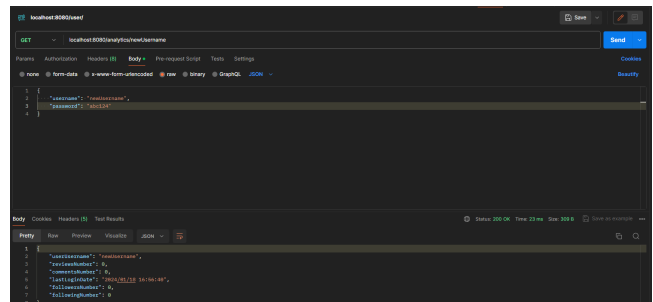 localhost:8080/user/
Save
GET
localhost:8080/analytics/newUsername
Send
Params Authorization Headers (8) Body Pre-request Script Tests Settings Cookies
none form-data x-www-form-urlencoded raw binary GraphQL JSON Beautify
1 {
2 "username": "newUsername",
3 "password": "abc124"
4 }
Body Cookies Headers (5) Test Results Status: 200 OK Time: 23 ms Size: 309 B Save as example
Pretty Raw Preview Visualize JSON
1 {
2 "userUsername": "newUsername",
3 "reviewsNumber": 0,
4 "commentsNumber": 0,
5 "lastLoginDate": "2024/01/18 16:56:40",
6 "followersNumber": 0,
7 "followingNumber": 0